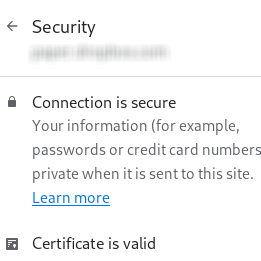 Security
Connection is secure
Your information (for example,
passwords or credit card numbers
private when it is sent to this site.
Learn more
Certificate is valid